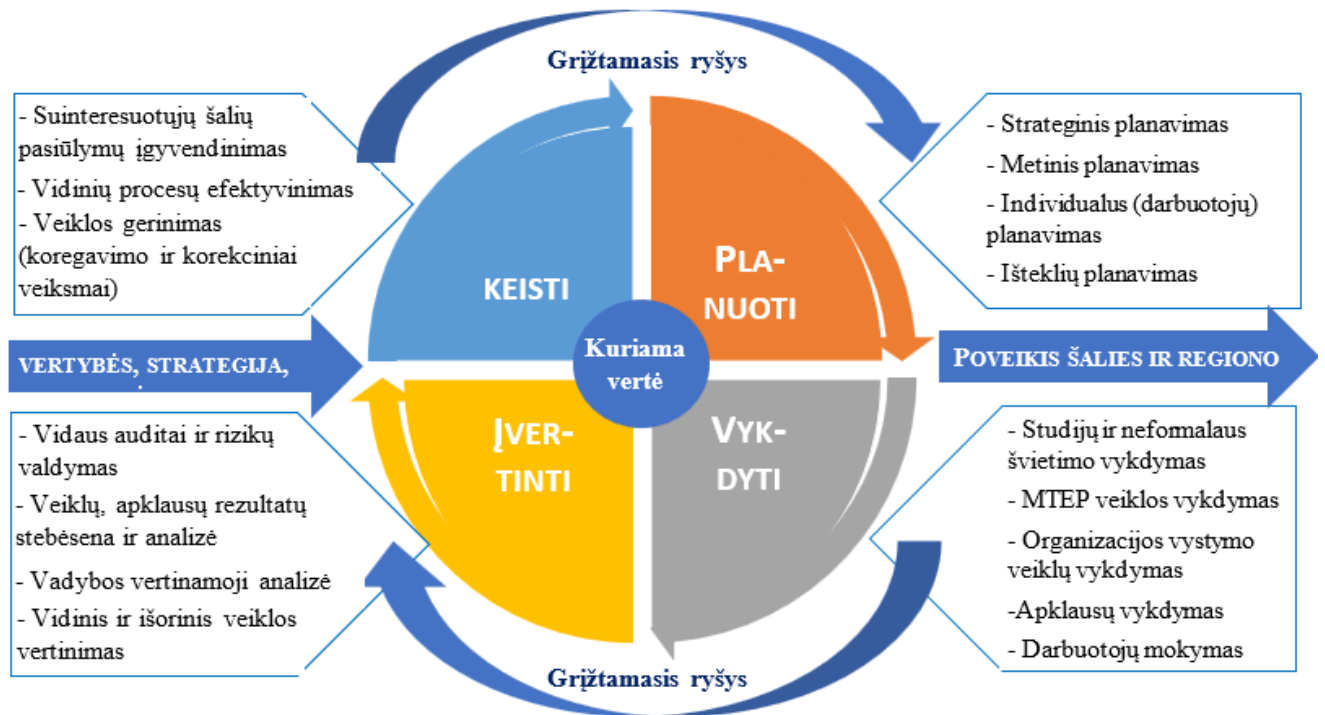 Grįžtamasis ryšys
- Suinteresuotųjų šalių
pasiūlymų įgyvendinimas
- Vidinių procesų efektyvinimas
- Veiklos gerinimas
(koregavimo ir korekciniai
veiksmai)
- Strateginis planavimas
- Metinis planavimas
- Individualus (darbuotojų)
planavimas
- Išteklių planavimas
KEISTI
PLA-
NUOTI
VERTYBĖS, STRATEGIJA,
Kuriama
vertė
POVEIKIS ŠALIES IR REGIONO
ĮVER-
TINTI
VYK-
DYTI
- Vidaus auditai ir rizikų
valdymas
- Veiklų, apklausų rezultatų
stebėsena ir analizė
- Vadybos vertinamoji analizė
- Vidinis ir išorinis veiklos
vertinimas
- Studijų ir neformalaus
švietimo vykdymas
- MTEP veiklos vykdymas
- Organizacijos vystymo
veiklų vykdymas
-Apklausų vykdymas
- Darbuotojų mokymas
Grįžtamasis ryšys